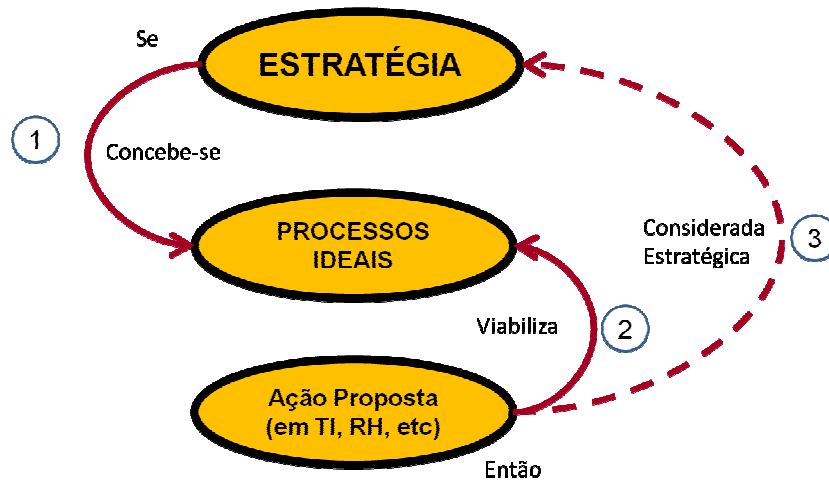 Se
ESTRATÉGIA
1
Concebe-se
PROCESSOS
IDEAIS
Considerada
Estratégica
3
Viabiliza
2
Ação Proposta
(em TI, RH, etc)
Então